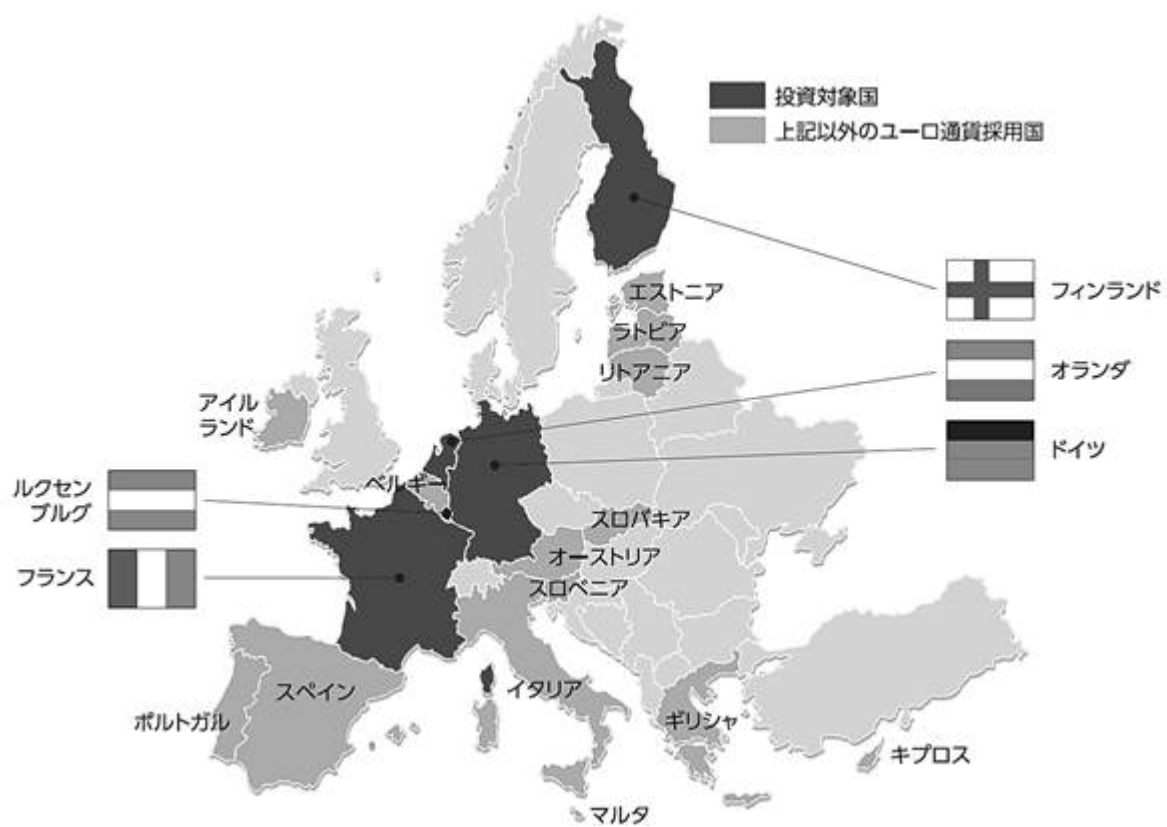 投資対象国
上記以外のユーロ通貨採用国
フィンランド
エストニア
ラトビア
リトアニア
オランダ
アイル
ランド
ドイツ
ベルギー
ルクセン
ブルグ
スロバキア
オーストリア
フランス
スロベニア
スペイン
イタリア
ポルトガル
ギリシャ
キプロス
マルタ